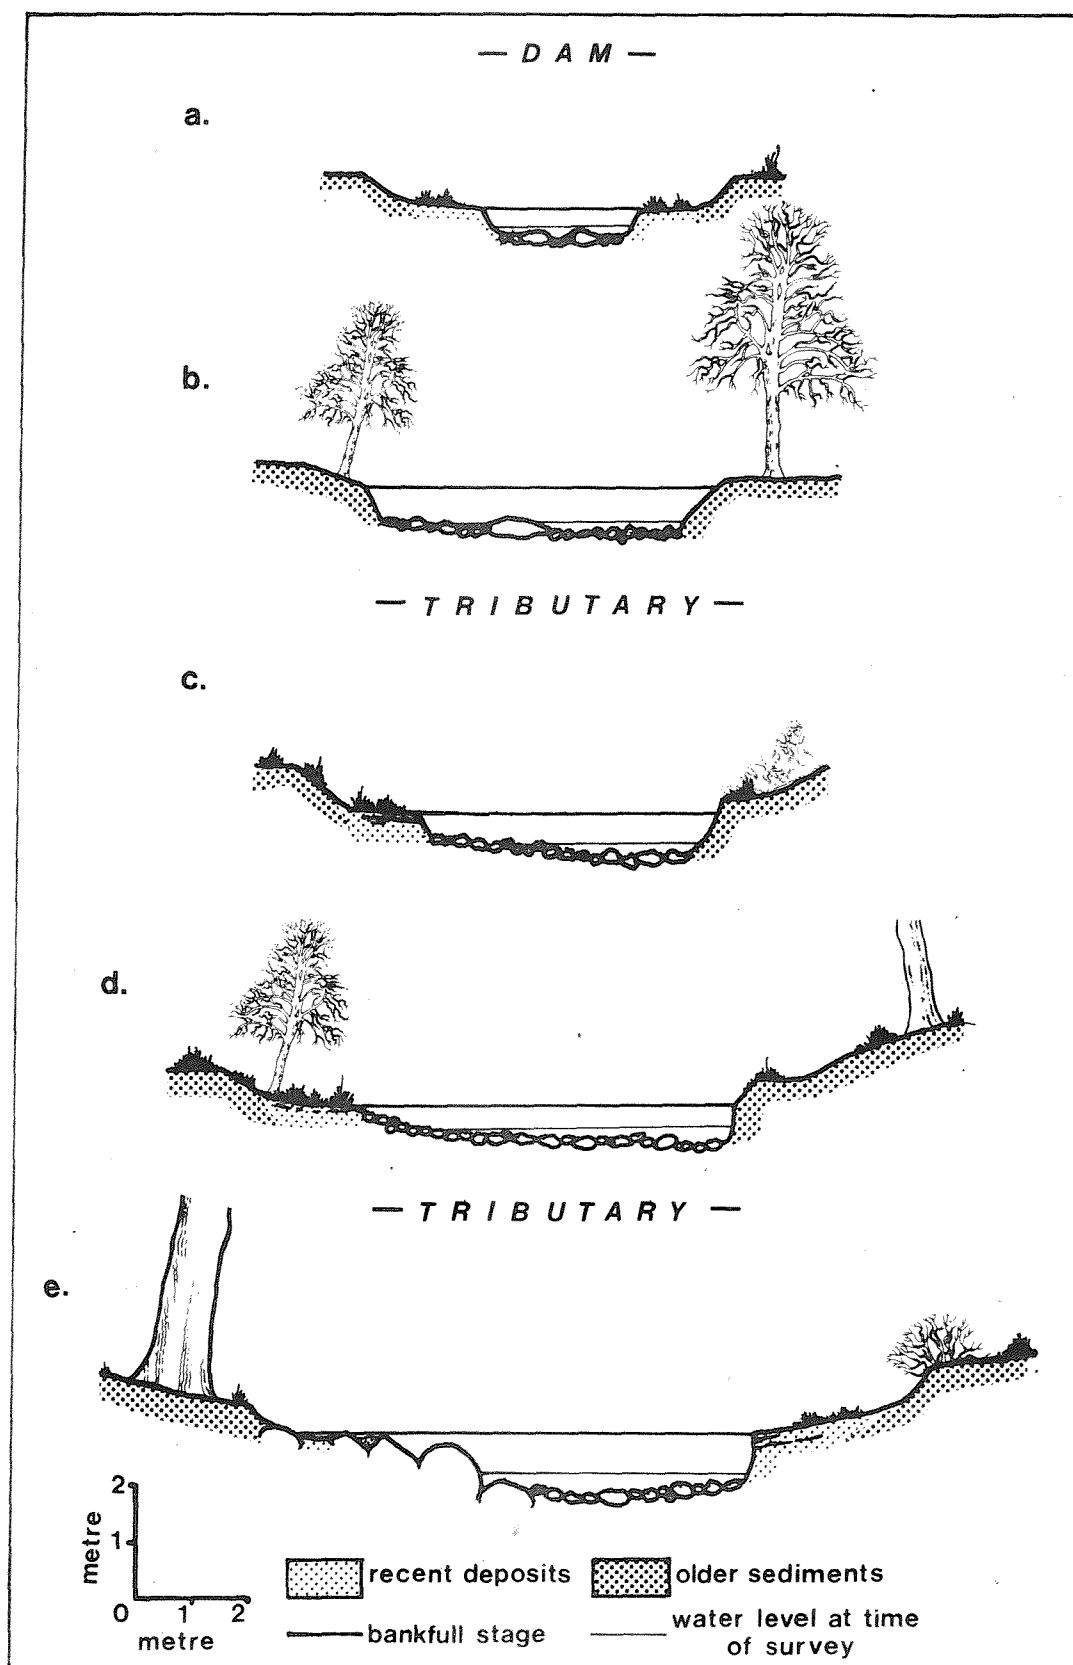 — DAM —
a.
b.
— TRIBUTARY —
c.
d.
— TRIBUTARY —
e.
2
metre
1
0 1 2
metre
recent deposits
older sediments
bankfull stage
water level at time
of survey